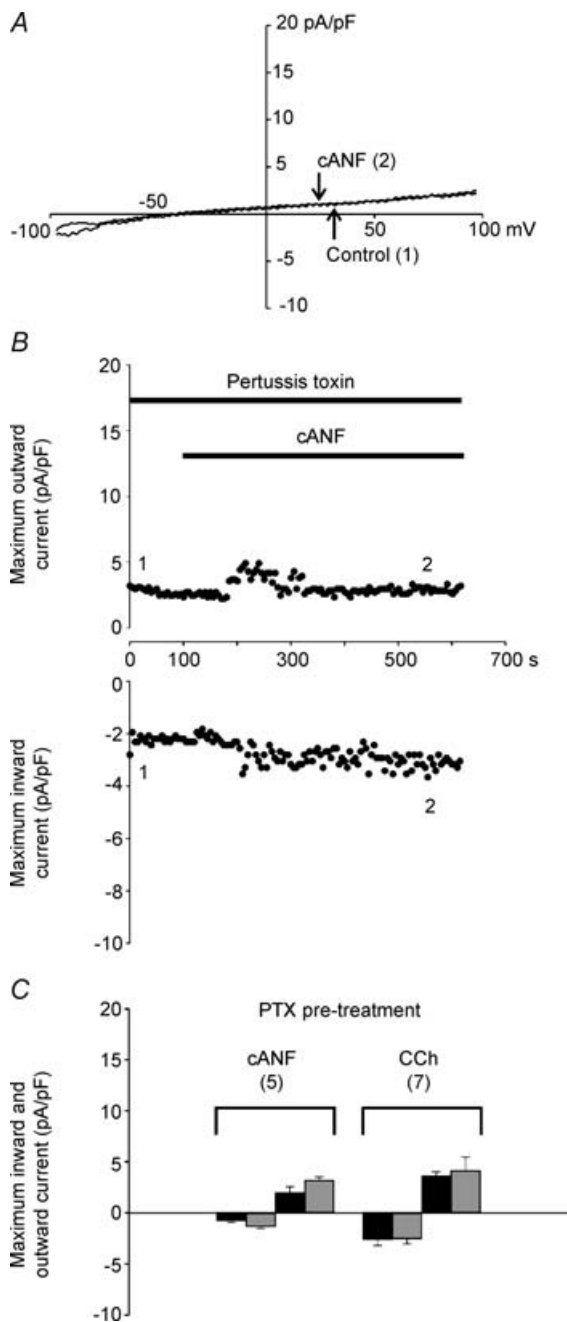 A
20 pA/pF
15
10
5
cANF (2)
-50
-100
50
100 mV
Control (1)
-5
-10
B
Maximum outward
current (pA/pF)
20
15
10
5
0
Pertussis toxin
cANF
1
2
0
100
300
500
700 s
Maximum inward
current (pA/pF)
0
-2
-4
-6
-8
-10
1
2
C
Maximum inward and
outward current (pA/pF)
20
15
10
5
0
-5
-10
PTX pre-treatment
cANF
(5)
CCh
(7)